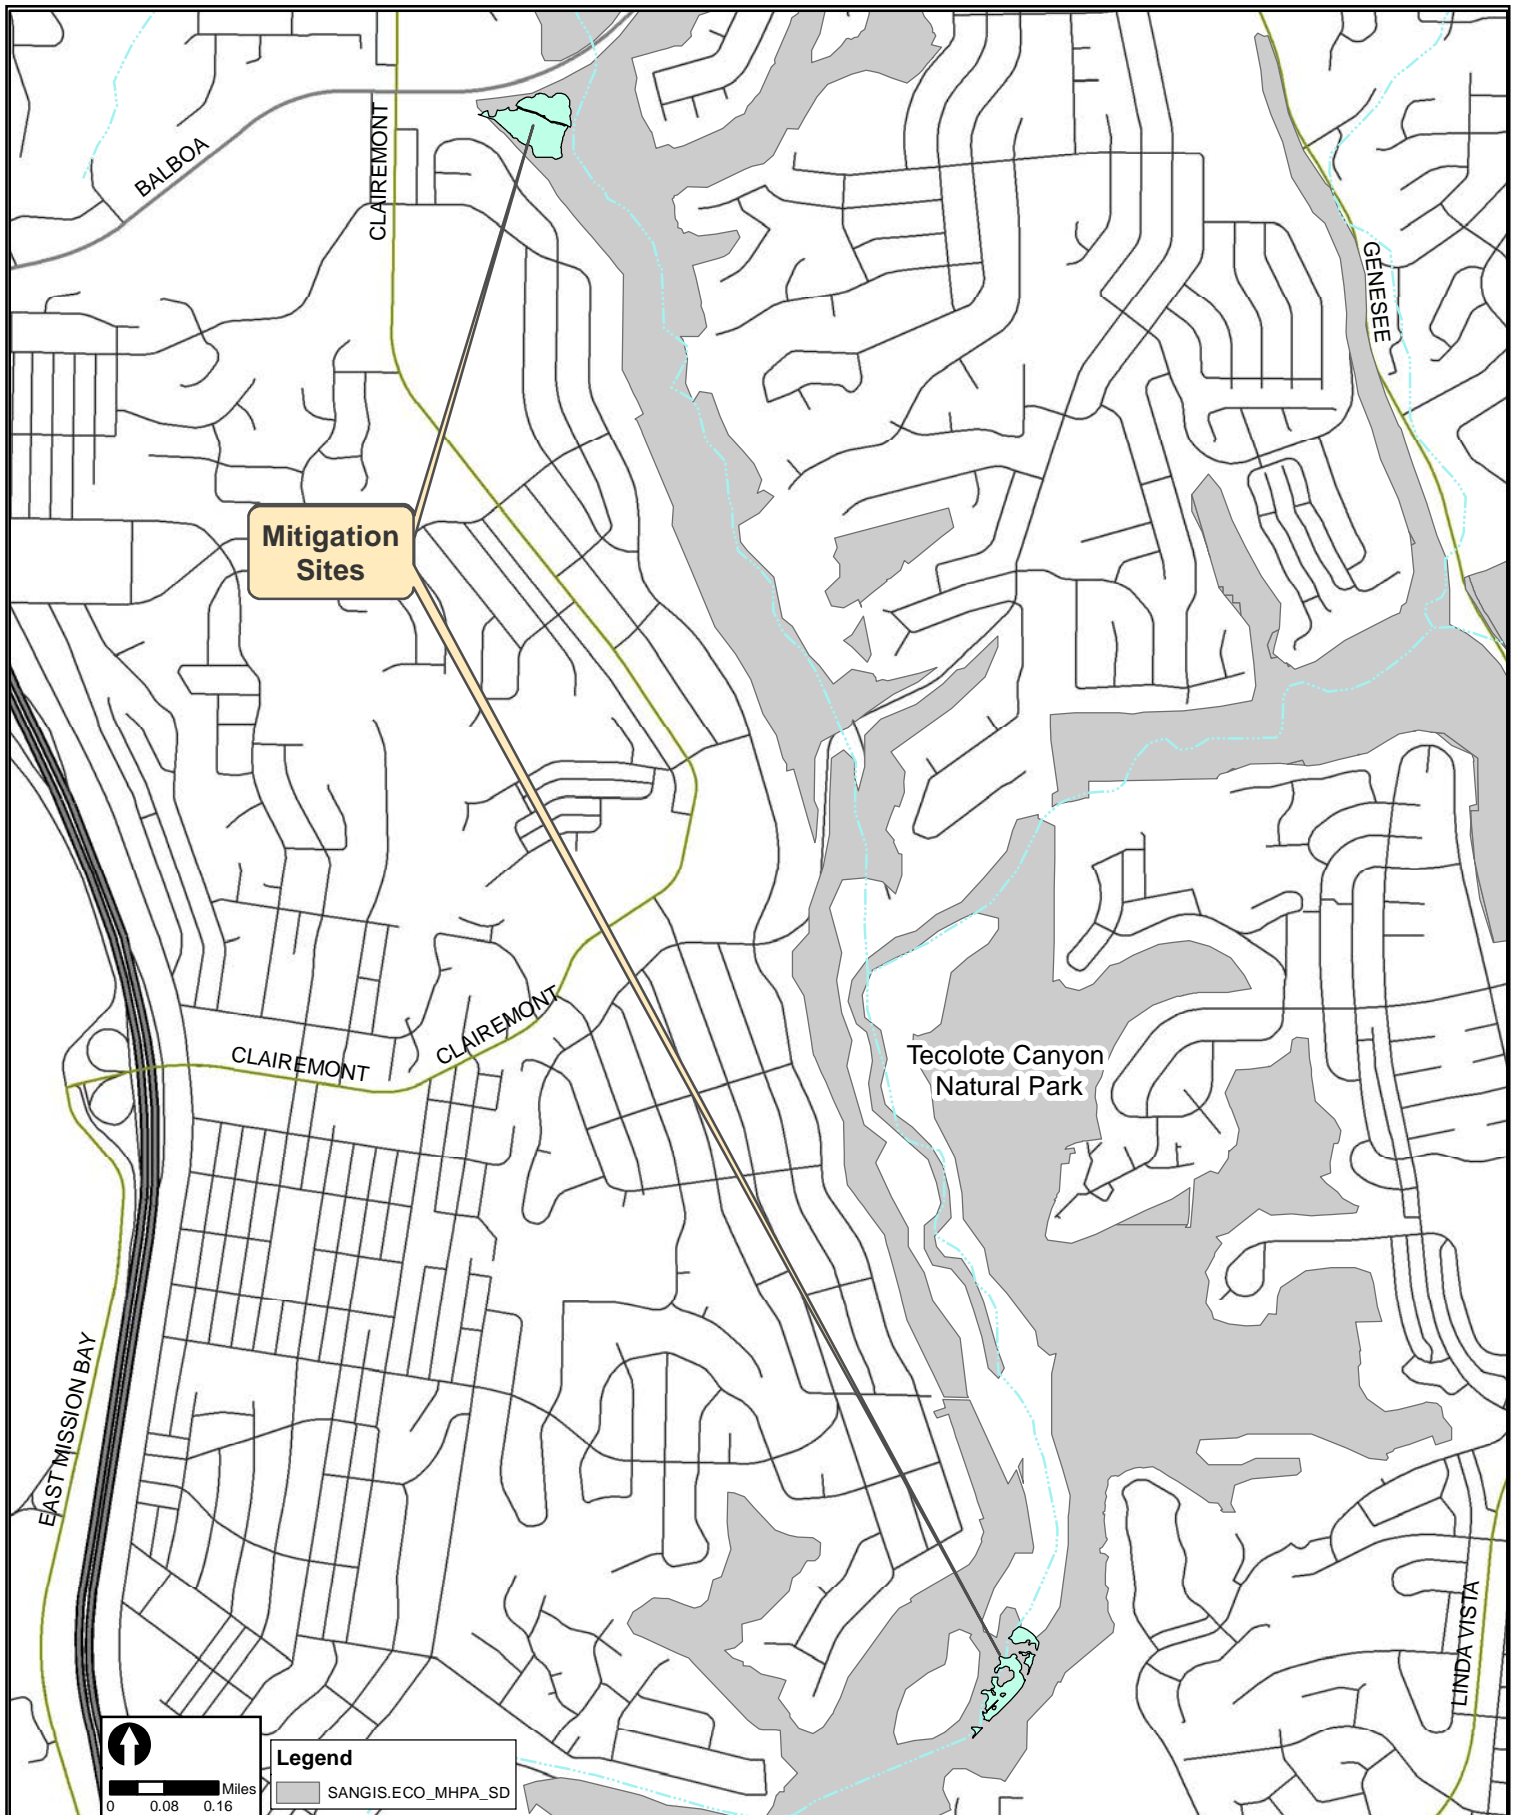 BALBOA
CLAIREMONT
GENESEE
Mitigation
Sites
CLAIREMONT
CLAIREMONT
Tecolote Canyon
Natural Park
EAST MISSION BAY
LINDA VISTA
Miles
0 0.08 0.16
Legend
SANGIS.ECO_MHPA_SD